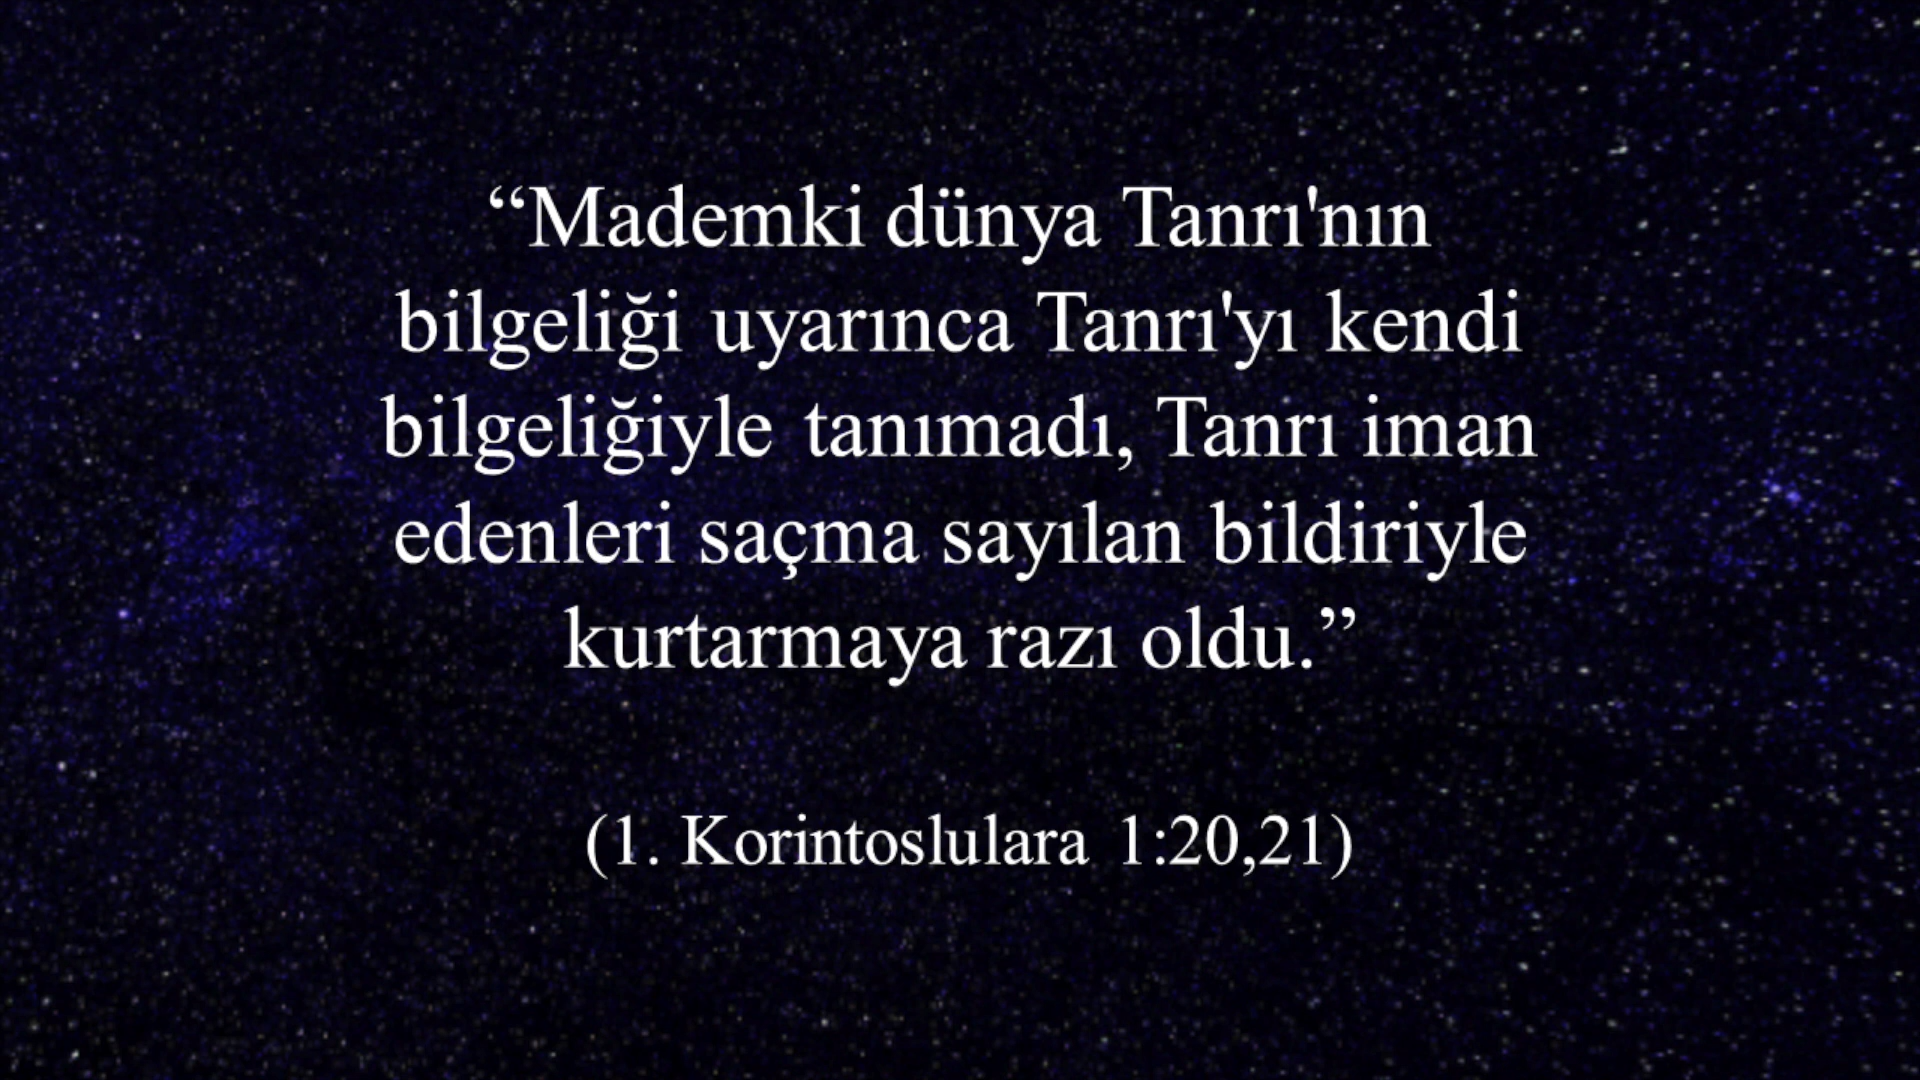 “Mademki dünya Tanrı'nın
bilgeliği uyarınca Tanrı'yı kendi
bilgeliğiyle tanımadı, Tanrı iman
edenleri saçma sayılan bildiriyle
kurtarmaya razı oldu.”
(1. Korintoslulara 1:20,21)